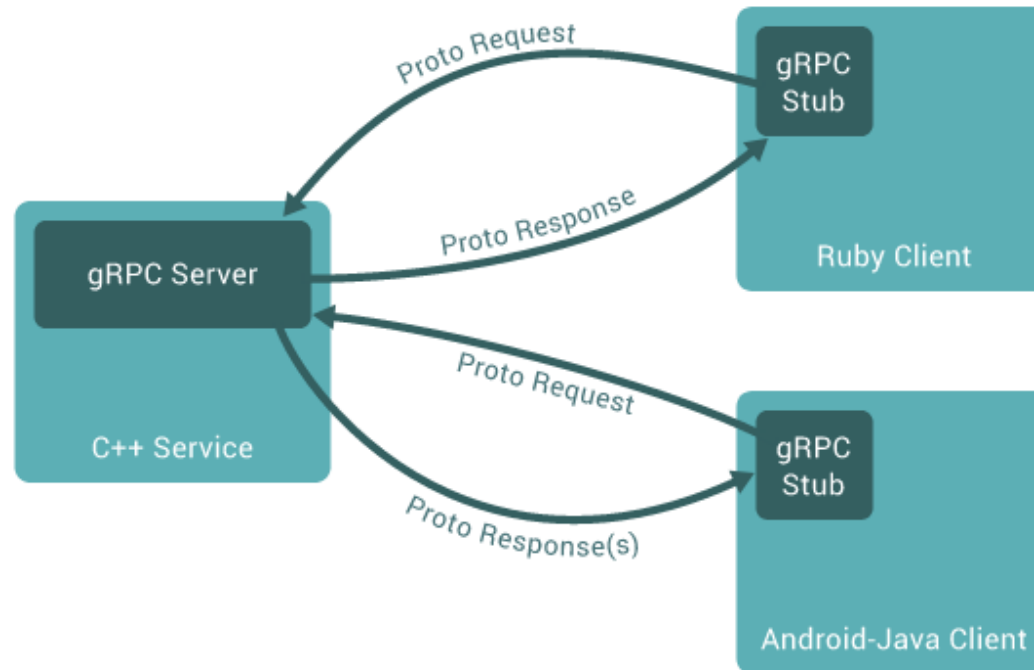 Proto Request
gRPC
Stub
Proto Response
Ruby Client
gRPC Server
C++ Service
Proto Request
gRPC
Stub
Proto Response(s)
Android-Java Client